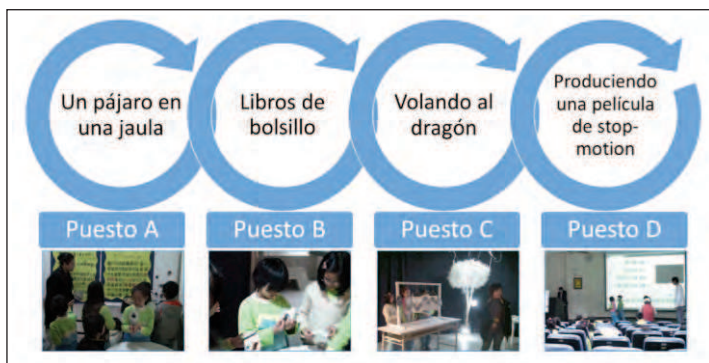 Un pájaro en
una jaula
Libros de
bolsillo
Volando al
dragón
Produciendo
una película
de stop-
motion
Puesto A
Puesto B
Puesto C
Puesto D